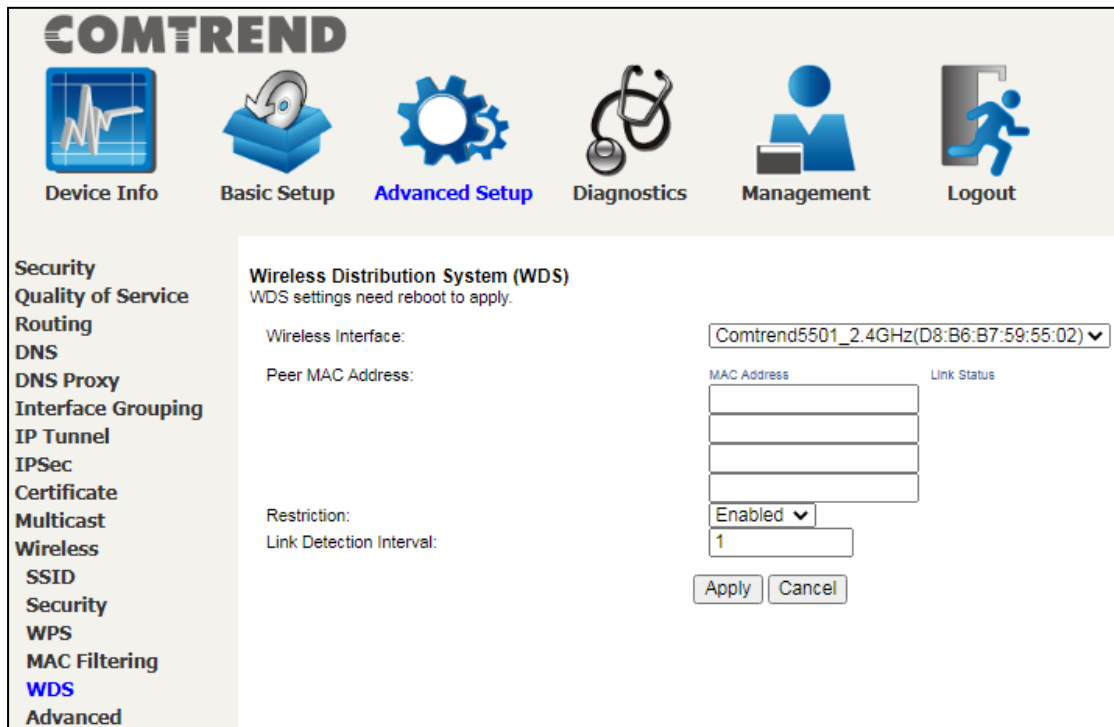 COMTREND
Device Info
Basic Setup
Advanced Setup
Diagnostics
Management
Logout
Security
Quality of Service
Routing
DNS
DNS Proxy
Interface Grouping
IP Tunnel
IPSec
Certificate
Multicast
Wireless
SSID
Security
WPS
MAC Filtering
WDS
Advanced
Wireless Distribution System (WDS)
WDS settings need reboot to apply.
Wireless Interface: Comtrend5501_2.4GHz(D8:B6:B7:59:55:02)
Peer MAC Address: MAC Address Link Status
Restriction: Enabled
Link Detection Interval: 1
Apply Cancel